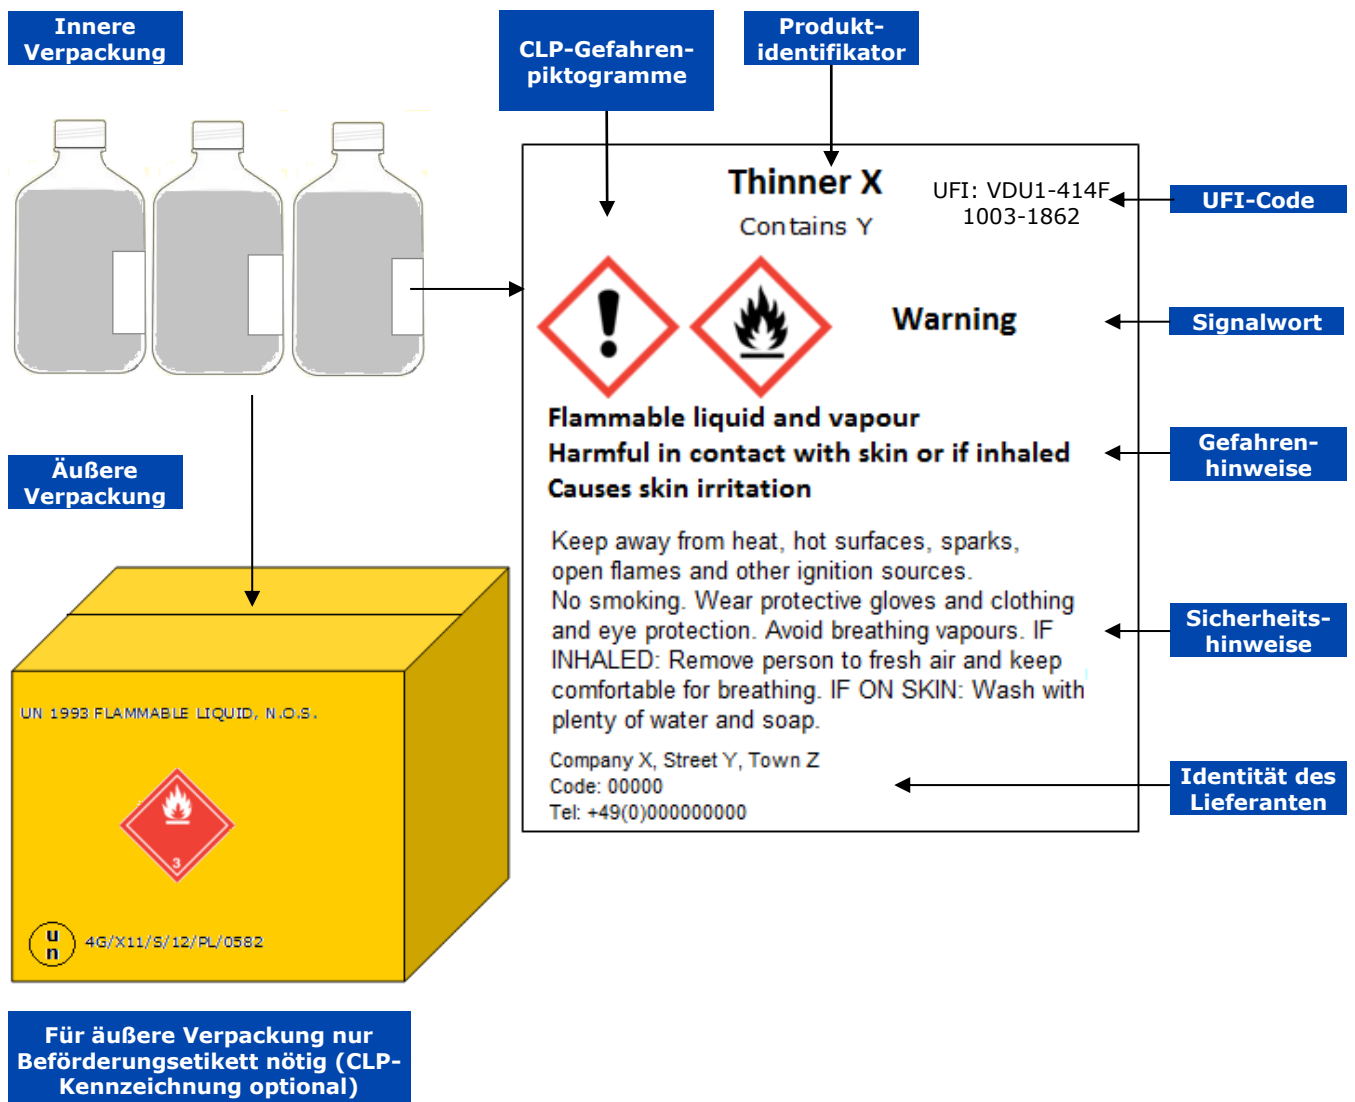 Innere
Verpackung
CLP-Gefahren-
piktogramme
Produkt-
identifikator
Thinner X
Contains Y
UFI: VDU1-414F
1003-1862
UFI-Code
Warning
Signalwort
Flammable liquid and vapour
Harmful in contact with skin or if inhaled
Causes skin irritation
Gefahren-
hinweise
Äußere
Verpackung
Keep away from heat, hot surfaces, sparks,
open flames and other ignition sources.
No smoking. Wear protective gloves and clothing
and eye protection. Avoid breathing vapours. IF
INHALED: Remove person to fresh air and keep
comfortable for breathing. IF ON SKIN: Wash with
plenty of water and soap.
Sicherheits-
hinweise
Company X, Street Y, Town Z
Code: 00000
Tel: +49(0)000000000
Identität des
Lieferanten
UN 1993 FLAMMABLE LIQUID, N.O.S.
3
u
n
4G/X11/S/12/PL/0582
Für äußere Verpackung nur
Beförderungsetikett nötig (CLP-
Kennzeichnung optional)